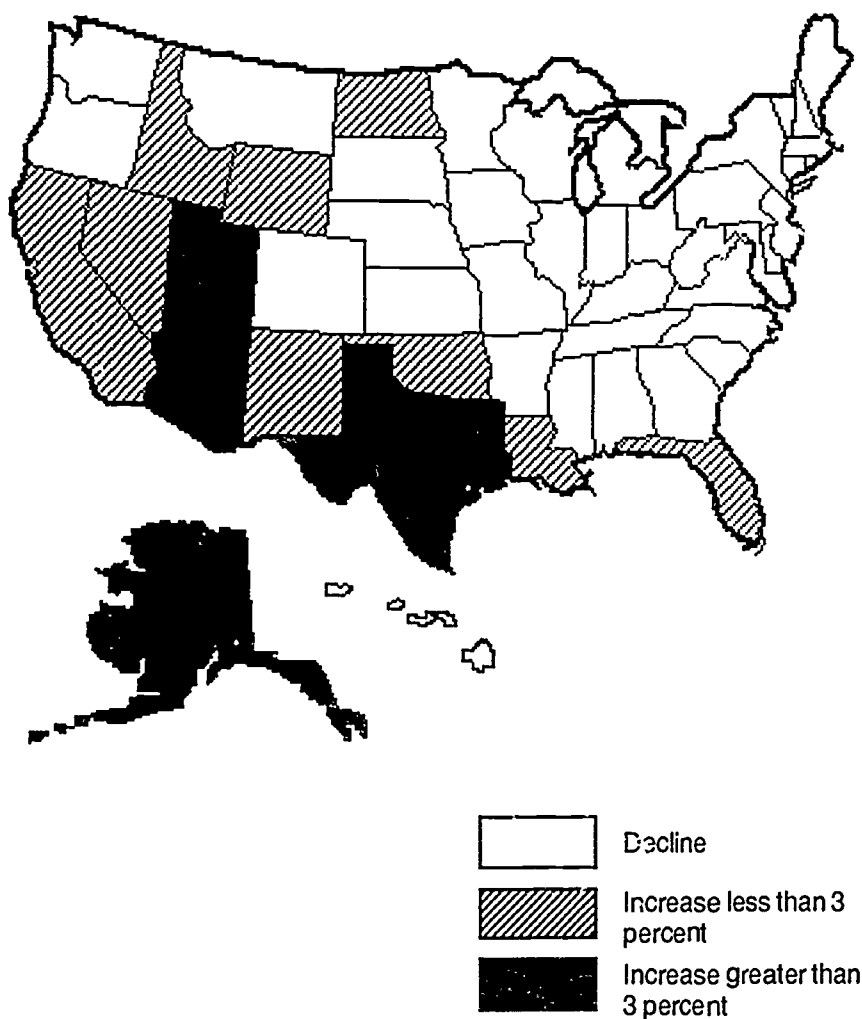 Decline
Increase less than 3
percent
Increase greater than
3 percent